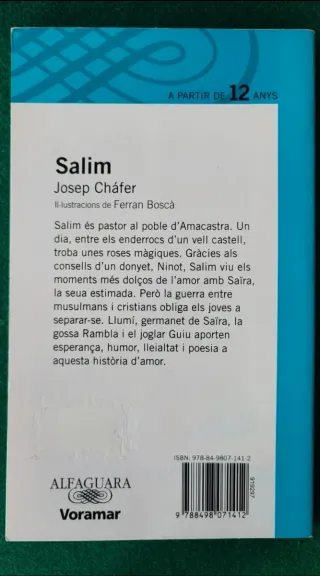 A PARTIR DE 12 ANYS
Salim
Josep Cháfer
Il·lustracions de Ferran Boscà
Salim és pastor al poble d'Amacastra. Un
dia, entre els enderrocs d'un vell castell,
troba unes roses màgiques. Gràcies als
consells d'un donyet, Ninot, Salim viu els
moments més dolços de l'amor amb Saïra,
la seua estimada. Però la guerra entre
musulmans i cristians obliga els joves a
separar-se. Llumí, germanet de Saïra, la
gossa Rambla i el joglar Guiu aporten
esperança, humor, lleialtat i poesia a
aquesta història d'amor.
ISBN: 978-84-9807-141-2
ALFAGUARA
Voramar
9 788498 071412